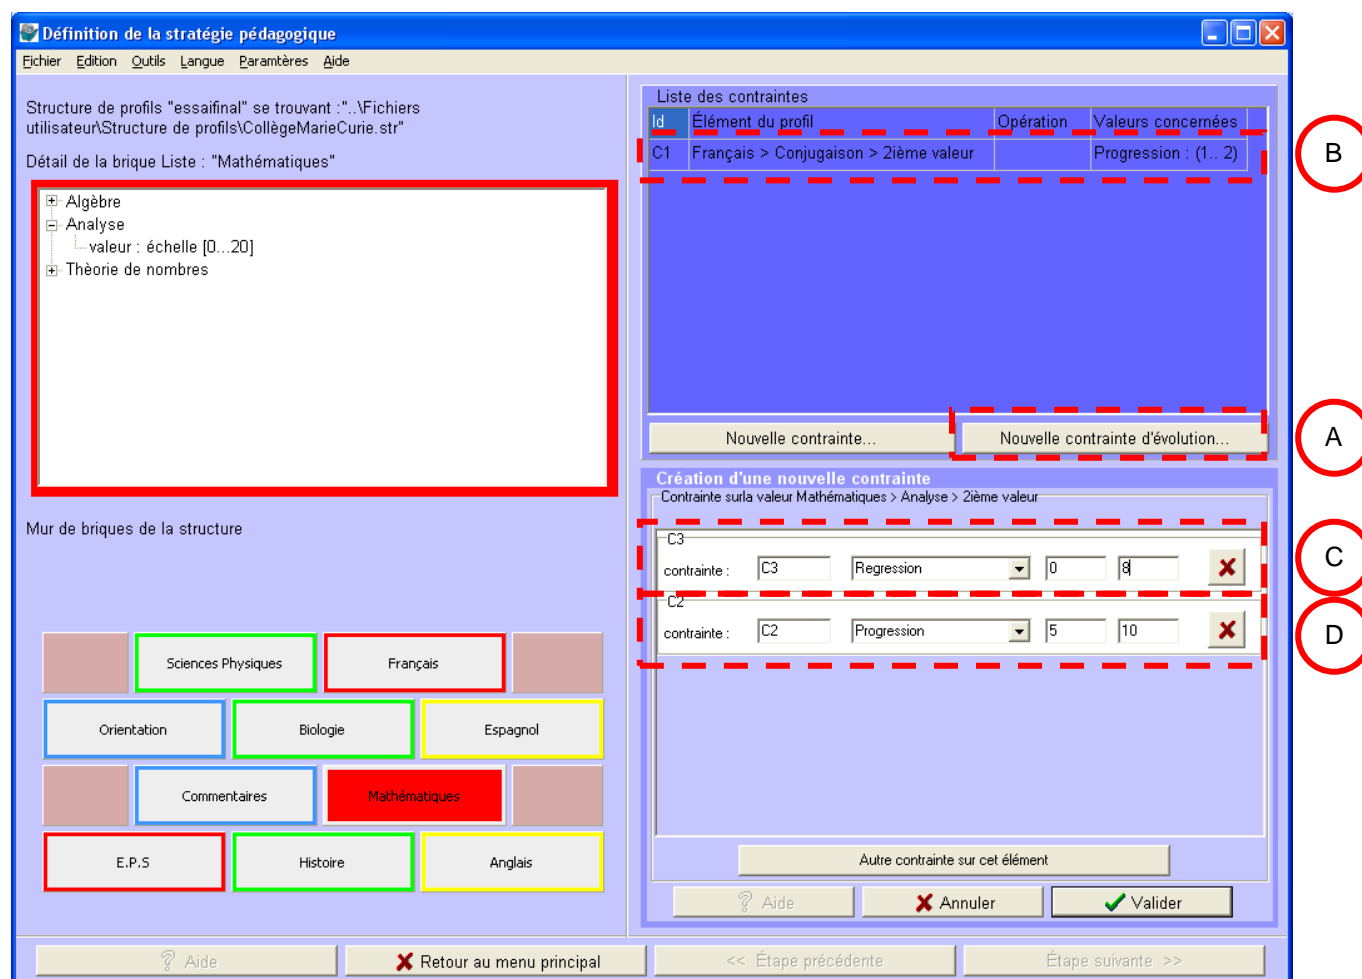 Définition de la stratégie pédagogique
Fichier Edition Outils Langue Paramtères Aide
Structure de profils "essaifinal" se trouvant :"..\Fichiers
utilisateur\Structure de profils\CollègeMarieCurie.str"
Détail de la brique Liste : "Mathématiques"
Algèbre
Analyse
valeur : échelle [0...20]
Thèorie de nombres
Mur de briques de la structure
Sciences Physiques Français
Orientation Biologie Espagnol
Commentaires Mathématiques
E.P.S Histoire Anglais
Liste des contraintes
Id Élément du profil Opération Valeurs concernées
C1 Français > Conjugaison > 2ième valeur Progression : (1.. 2)
B
Nouvelle contrainte... Nouvelle contrainte d'évolution...
A
Création d'une nouvelle contrainte
Contrainte surla valeur Mathématiques > Analyse > 2ième valeur
C3
contrainte : C3 Regression 0 8
C
C2
contrainte : C2 Progression 5 10
D
Autre contrainte sur cet élément
Aide Annuler Valider
Aide Retour au menu principal << Étape précédente Étape suivante >>